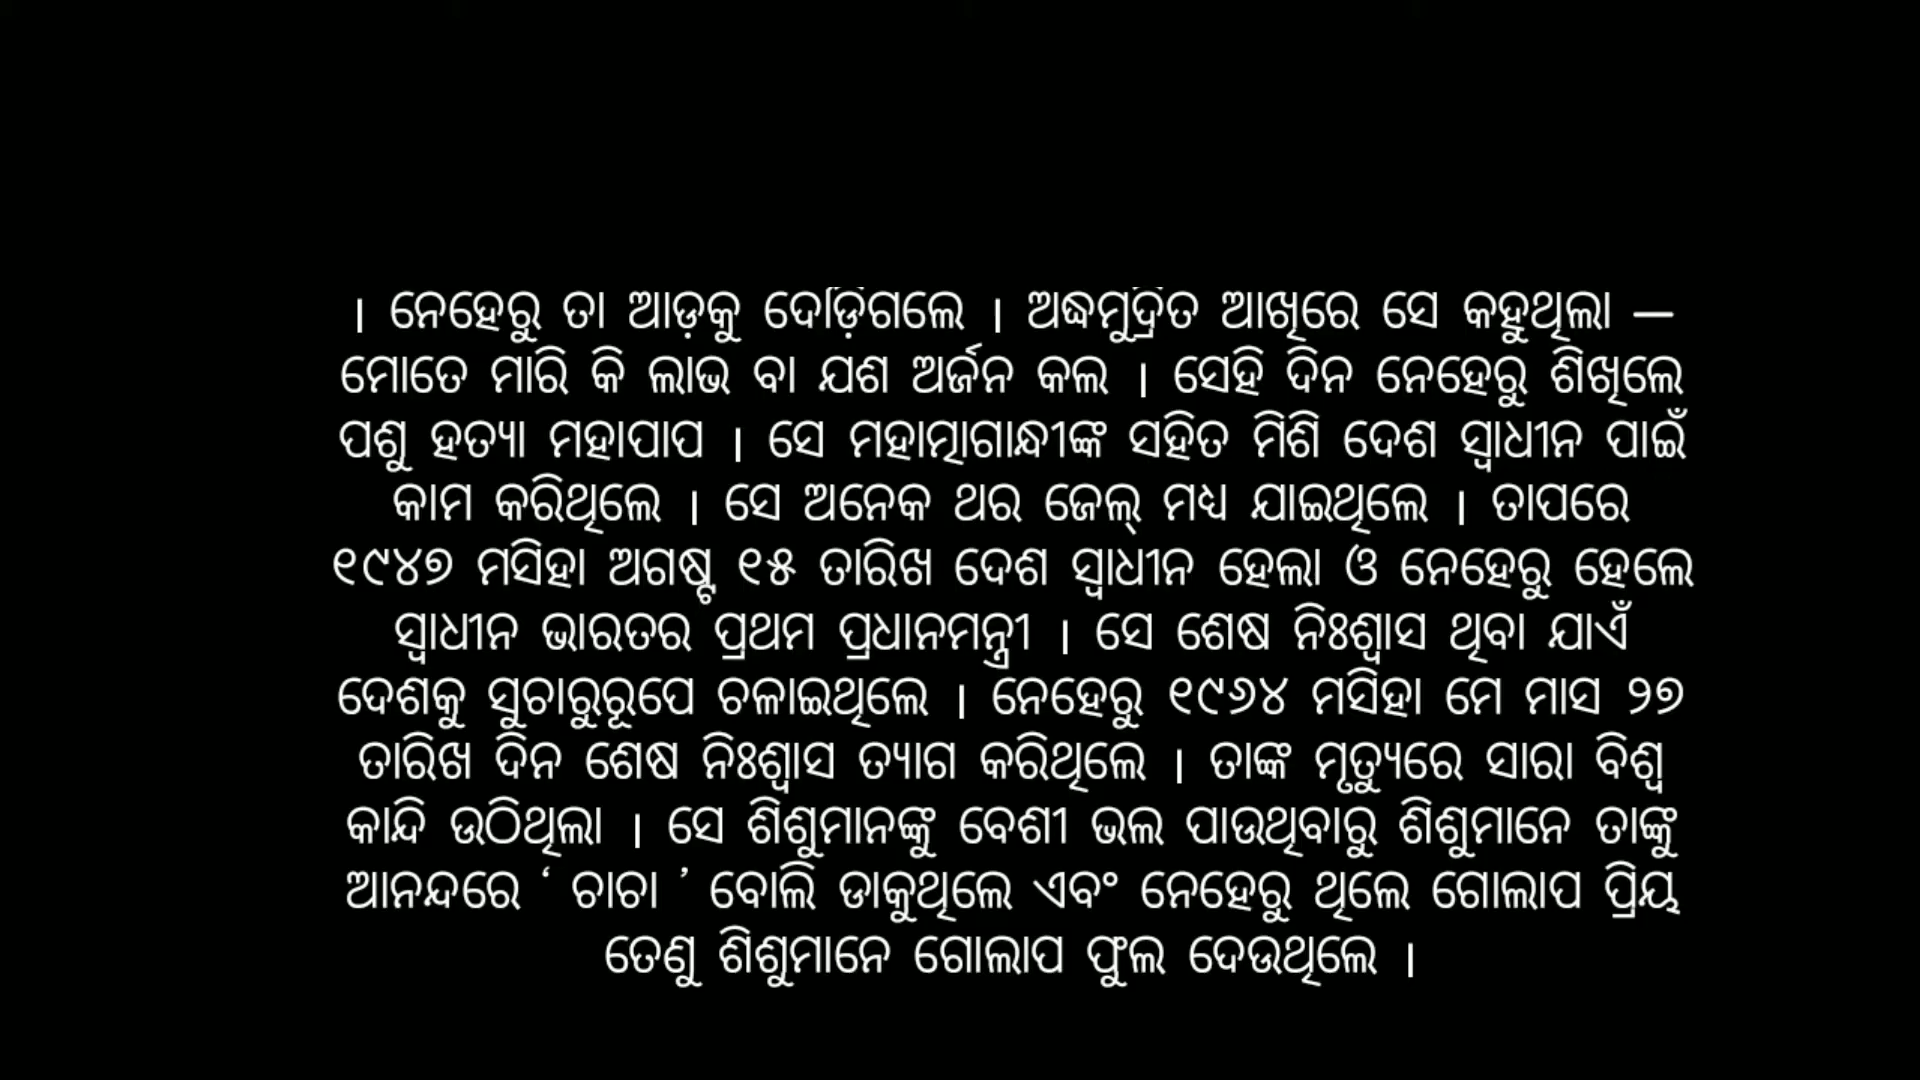 । ନେହେରୁ ତା ଆଡ଼କୁ ଦୋଡ଼ିଗଲେ । ଅଦ୍ଧମୁଦ୍ରିତ ଆଖିରେ ସେ କହୁଥିଲା —
ମୋତେ ମାରି କି ଲାଭ ବା ଯଶ ଅର୍ଜନ କଲ । ସେହି ଦିନ ନେହେରୁ ଶିଖିଲେ
ପଶୁ ହତ୍ୟା ମହାପାପ । ସେ ମହାତ୍ମାଗାନ୍ଧୀଙ୍କ ସହିତ ମିଶି ଦେଶ ସ୍ୱାଧୀନ ପାଇଁ
କାମ କରିଥିଲେ । ସେ ଅନେକ ଥର ଜେଲ୍ ମଧ୍ୟ ଯାଇଥିଲେ । ତାପରେ
୧୯୪୭ ମସିହା ଅଗଷ୍ଟ ୧୫ ତାରିଖ ଦେଶ ସ୍ୱାଧୀନ ହେଲା ଓ ନେହେରୁ ହେଲେ
ସ୍ୱାଧୀନ ଭାରତର ପ୍ରଥମ ପ୍ରଧାନମନ୍ତ୍ରୀ । ସେ ଶେଷ ନିଃଶ୍ୱାସ ଥିବା ଯାଏଁ
ଦେଶକୁ ସୁଚାରୁରୂପେ ଚଳାଇଥିଲେ । ନେହେରୁ ୧୯୬୪ ମସିହା ମେ ମାସ ୨୭
ତାରିଖ ଦିନ ଶେଷ ନିଃଶ୍ୱାସ ତ୍ୟାଗ କରିଥିଲେ । ତାଙ୍କ ମୃତ୍ୟୁରେ ସାରା ବିଶ୍ୱ
କାନ୍ଦି ଉଠିଥିଲା । ସେ ଶିଶୁମାନଙ୍କୁ ବେଶୀ ଭଲ ପାଉଥିବାରୁ ଶିଶୁମାନେ ତାଙ୍କୁ
ଆନନ୍ଦରେ ‘ ଚାଚା ’ ବୋଲି ଡାକୁଥିଲେ ଏବଂ ନେହେରୁ ଥିଲେ ଗୋଲାପ ପ୍ରିୟ
ତେଣୁ ଶିଶୁମାନେ ଗୋଲାପ ଫୁଲ ଦେଉଥିଲେ ।